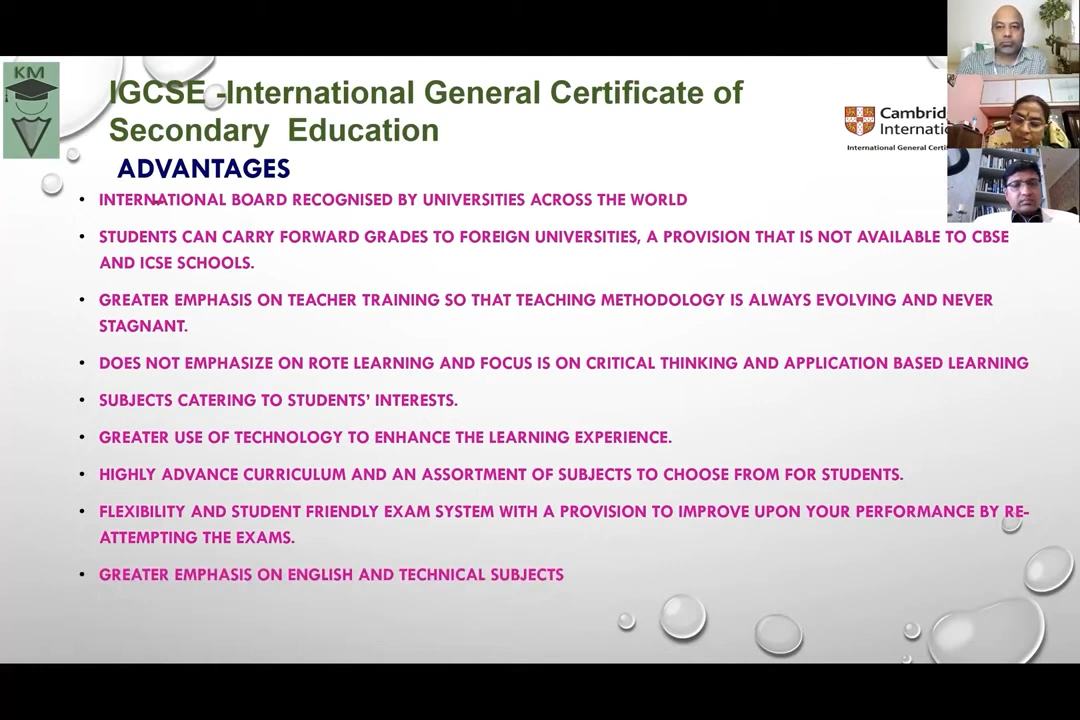 KM
IGCSE -International General Certificate of
Secondary Education
ADVANTAGES
• INTERNATIONAL BOARD RECOGNISED BY UNIVERSITIES ACROSS THE WORLD
• STUDENTS CAN CARRY FORWARD GRADES TO FOREIGN UNIVERSITIES, A PROVISION THAT IS NOT AVAILABLE TO CBSE
AND ICSE SCHOOLS.
• GREATER EMPHASIS ON TEACHER TRAINING SO THAT TEACHING METHODOLOGY IS ALWAYS EVOLVING AND NEVER
STAGNANT.
• DOES NOT EMPHASIZE ON ROTE LEARNING AND FOCUS IS ON CRITICAL THINKING AND APPLICATION BASED LEARNING
• SUBJECTS CATERING TO STUDENTS' INTERESTS.
• GREATER USE OF TECHNOLOGY TO ENHANCE THE LEARNING EXPERIENCE.
• HIGHLY ADVANCE CURRICULUM AND AN ASSORTMENT OF SUBJECTS TO CHOOSE FROM FOR STUDENTS.
• FLEXIBILITY AND STUDENT FRIENDLY EXAM SYSTEM WITH A PROVISION TO IMPROVE UPON YOUR PERFORMANCE BY RE-
ATTEMPTING THE EXAMS.
• GREATER EMPHASIS ON ENGLISH AND TECHNICAL SUBJECTS
Cambrid
Internatio
International General Certi